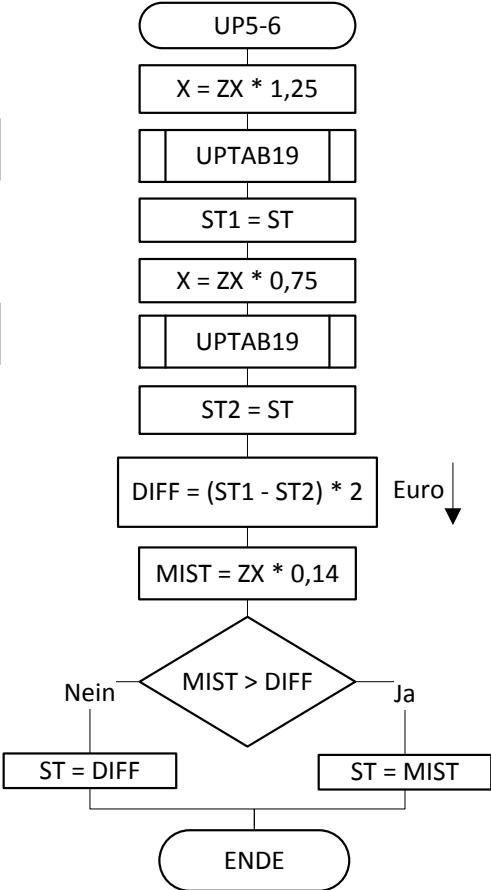 UP5-6
X = ZX * 1,25
UPTAB19
ST1 = ST
X = ZX * 0,75
UPTAB19
ST2 = ST
DIFF = (ST1 - ST2) * 2
Euro
MIST = ZX * 0,14
MIST > DIFF
Nein
Ja
ST = DIFF
ST = MIST
ENDE